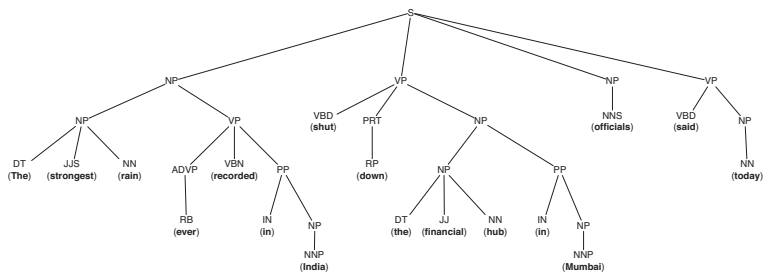 S
NP VP NP VP
NP VP VBD PRT NP NNS VBD NP
(shut) (officials) (said)
DT JJS NN ADVP VBN PP RP NP PP NN
(The) (strongest) (rain) (recorded) (down) (today)
RB IN NP DT JJ NN IN NP
(ever) (in) (the) (financial) (hub) (in)
NNP NNP
(India) (Mumbai)